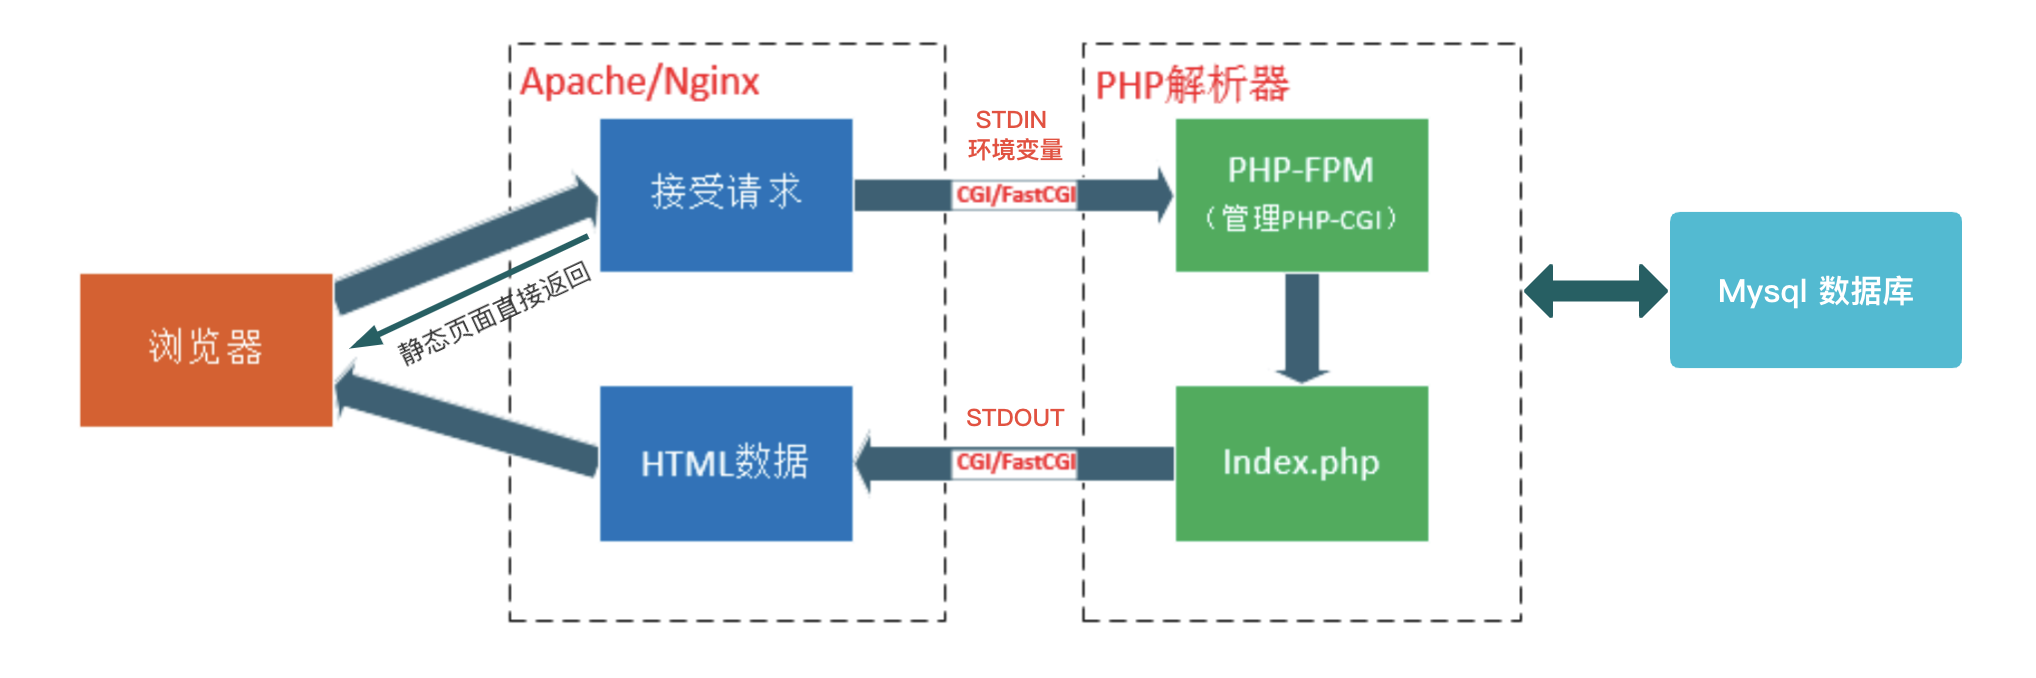 Apache/Nginx
PHP解析器
STDIN
环境变量
接受请求
CGI/FastCGI
PHP-FPM
（管理PHP-CGI）
静态页面直接返回
浏览器
Mysql 数据库
STDOUT
HTML数据
CGI/FastCGI
Index.php